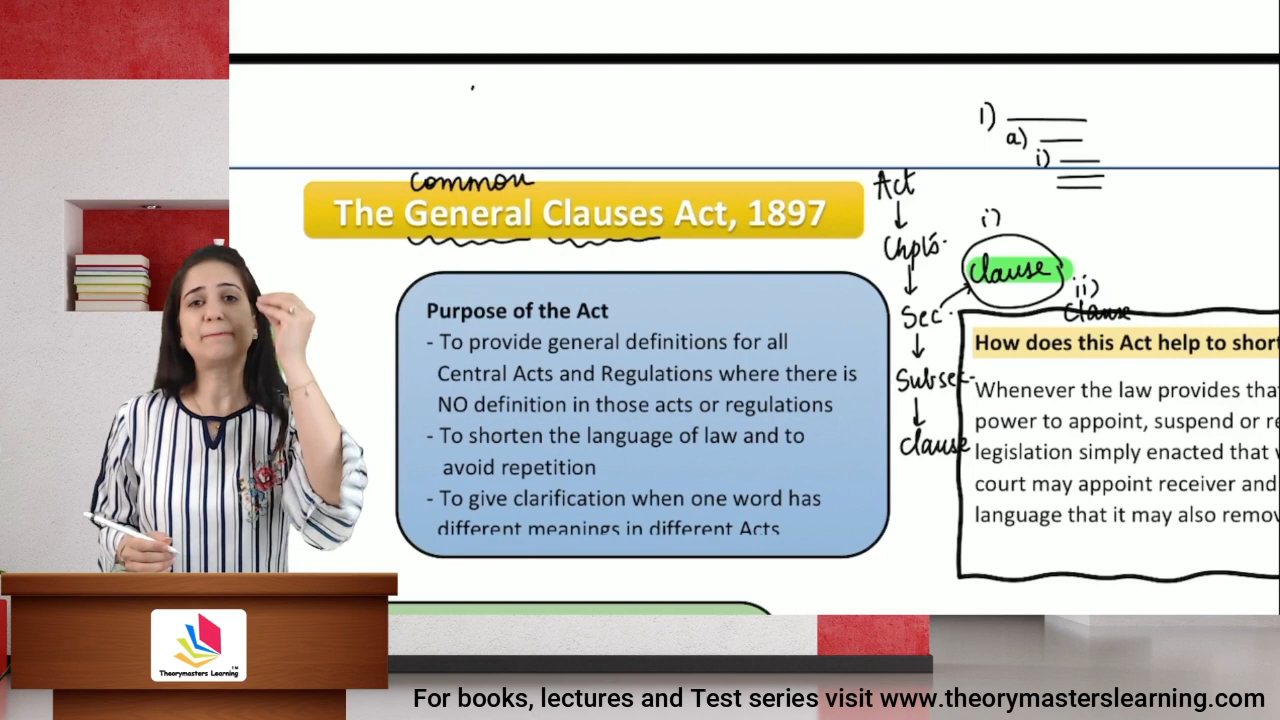 1)
a)
i)
common
The General Clauses Act, 1897
Act
i)
Chpts.
clause
ii)
Sec.
Clause
Subsec
clause
Purpose of the Act
- To provide general definitions for all
Central Acts and Regulations where there is
NO definition in those acts or regulations
- To shorten the language of law and to
avoid repetition
- To give clarification when one word has
different meanings in different Acts
How does this Act help to short
Whenever the law provides tha
power to appoint, suspend or re
legislation simply enacted that
court may appoint receiver and
language that it may also remov
Theorymasters Learning™
For books, lectures and Test series visit www.theorymasterslearning.com